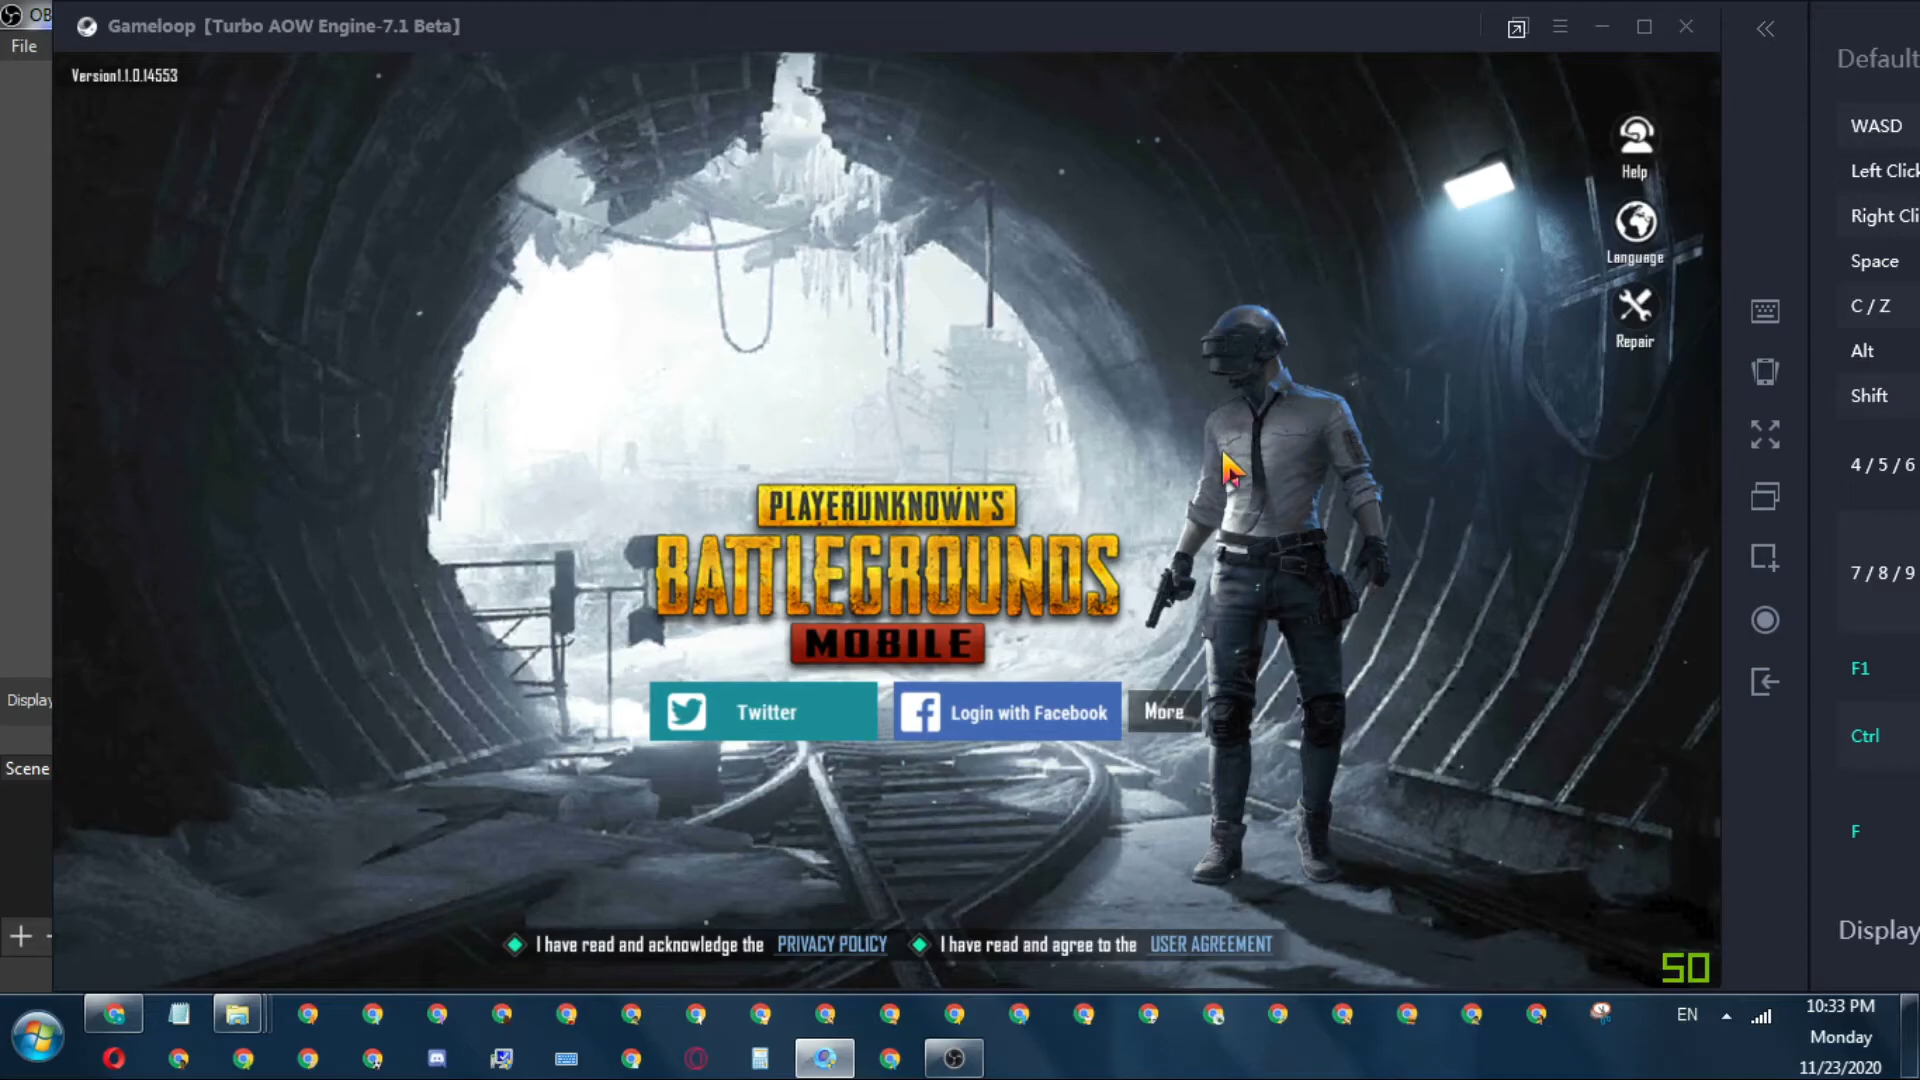 OB
Gameloop [Turbo AOW Engine-7.1 Beta]
File
Version1.1.0.14553
Help
Language
Repair
PLAYERUNKNOWN'S
BATTLEGROUNDS
MOBILE
Twitter
Login with Facebook
More
I have read and acknowledge the PRIVACY POLICY
I have read and agree to the USER AGREEMENT
50
Display
Scene
Default
WASD
Left Click
Right Cli
Space
C / Z
Alt
Shift
4 / 5 / 6
7 / 8 / 9
F1
Ctrl
F
Display
EN
10:33 PM
Monday
11/23/2020